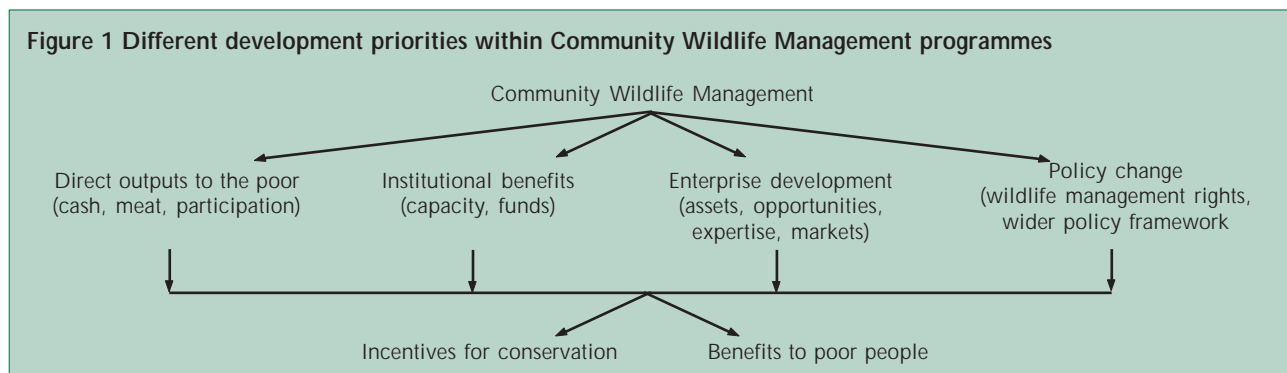 Figure 1 Different development priorities within Community Wildlife Management programmes
Community Wildlife Management
Direct outputs to the poor
(cash, meat, participation)
Institutional benefits
(capacity, funds)
Enterprise development
(assets, opportunities,
expertise, markets)
Policy change
(wildlife management rights,
wider policy framework
Incentives for conservation
Benefits to poor people